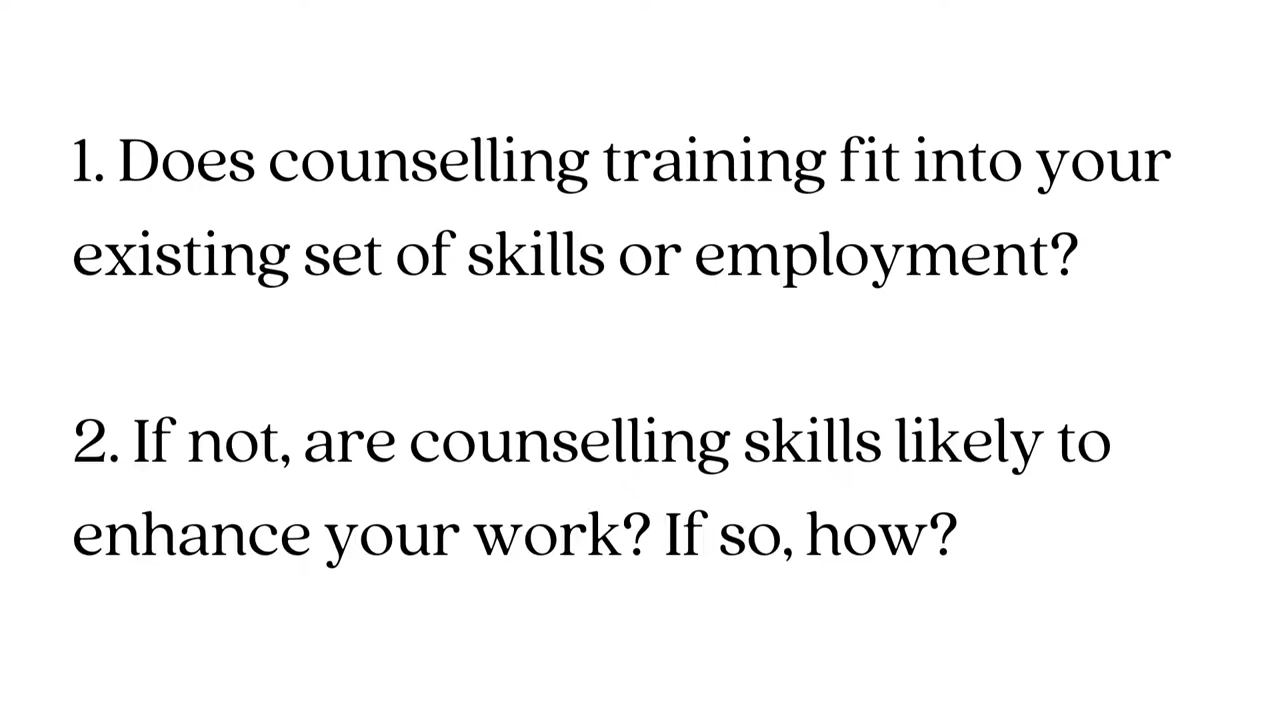 1. Does counselling training fit into your
existing set of skills or employment?
2. If not, are counselling skills likely to
enhance your work? If so, how?